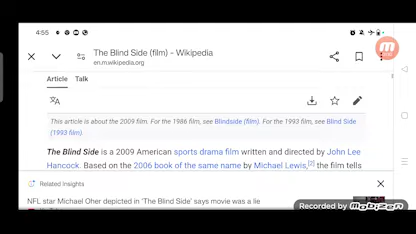 4:55
The Blind Side (film) - Wikipedia
en.m.wikipedia.org
Article Talk
This article is about the 2009 film. For the 1986 film, see Blindside (film). For the 1993 film, see Blind Side
(1993 film).
The Blind Side is a 2009 American sports drama film written and directed by John Lee
Hancock. Based on the 2006 book of the same name by Michael Lewis,[2] the film tells
Related Insights
NFL star Michael Oher depicted in 'The Blind Side' says movie was a lie
Recorded by
Mobizen